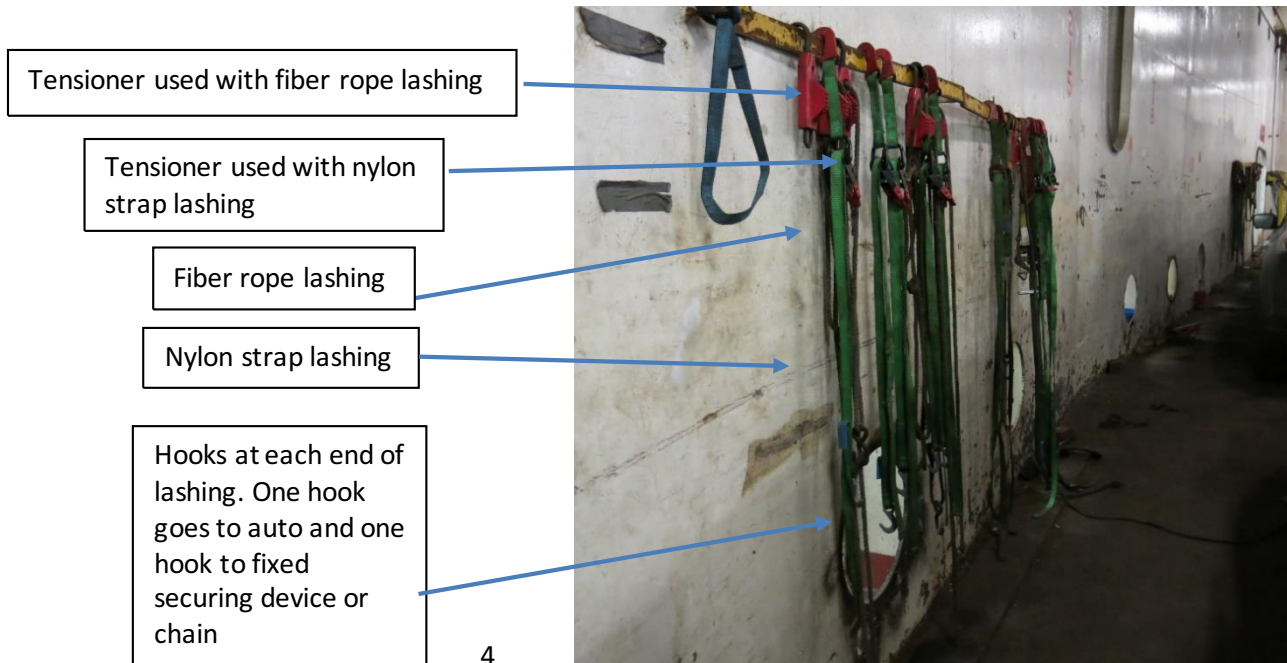 Tensioner used with fiber rope lashing
Tensioner used with nylon
strap lashing
Fiber rope lashing
Nylon strap lashing
Hooks at each end of
lashing. One hook
goes to auto and one
hook to fixed
securing device or
chain
4